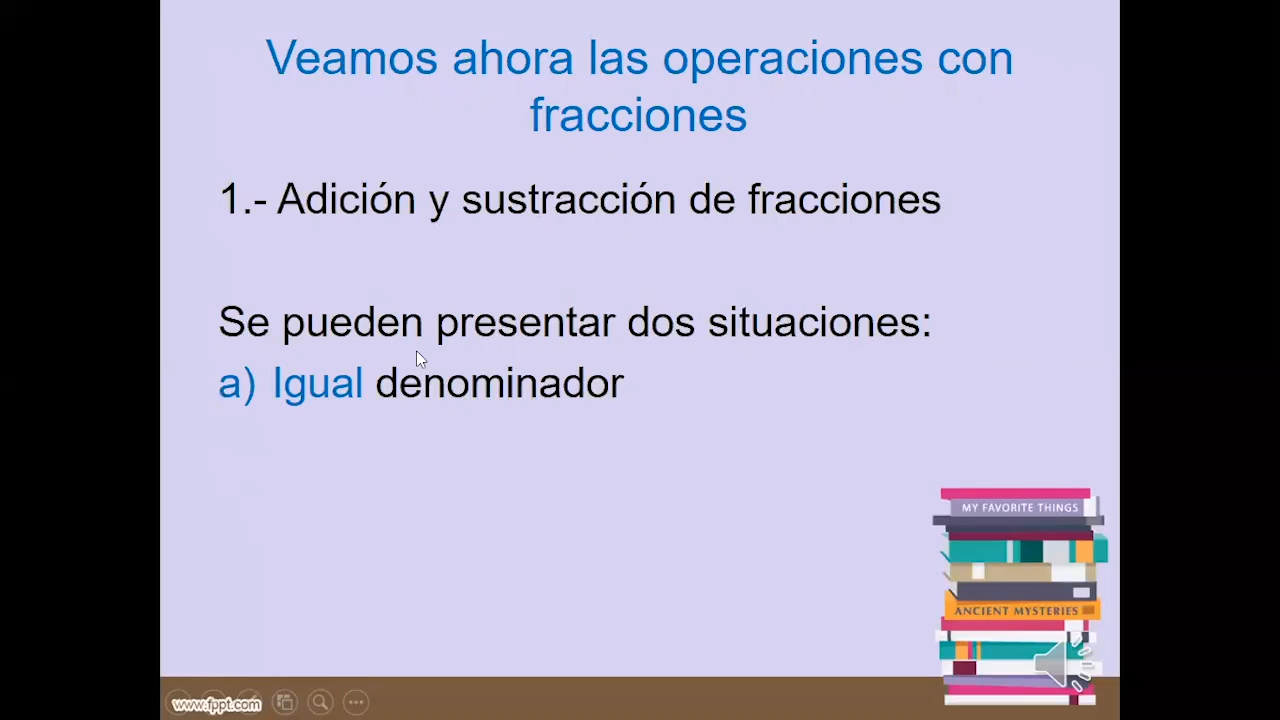 Veamos ahora las operaciones con
fracciones
1.- Adición y sustracción de fracciones
Se pueden presentar dos situaciones:
a) Igual denominador
MY FAVORITE THINGS
ANCIENT MYSTERIES
www.fppt.com